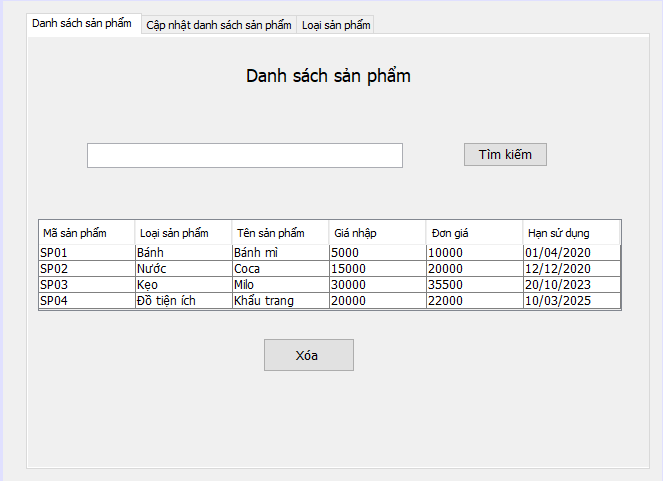 Danh sách sản phẩm Cập nhật danh sách sản phẩm Loại sản phẩm
Danh sách sản phẩm
Tìm kiếm
Mã sản phẩm Loại sản phẩm Tên sản phẩm Giá nhập Đơn giá Hạn sử dụng
SP01 Bánh Bánh mì 5000 10000 01/04/2020
SP02 Nước Coca 15000 20000 12/12/2020
SP03 Kẹo Milo 30000 35500 20/10/2023
SP04 Đồ tiện ích Khẩu trang 20000 22000 10/03/2025
Xóa